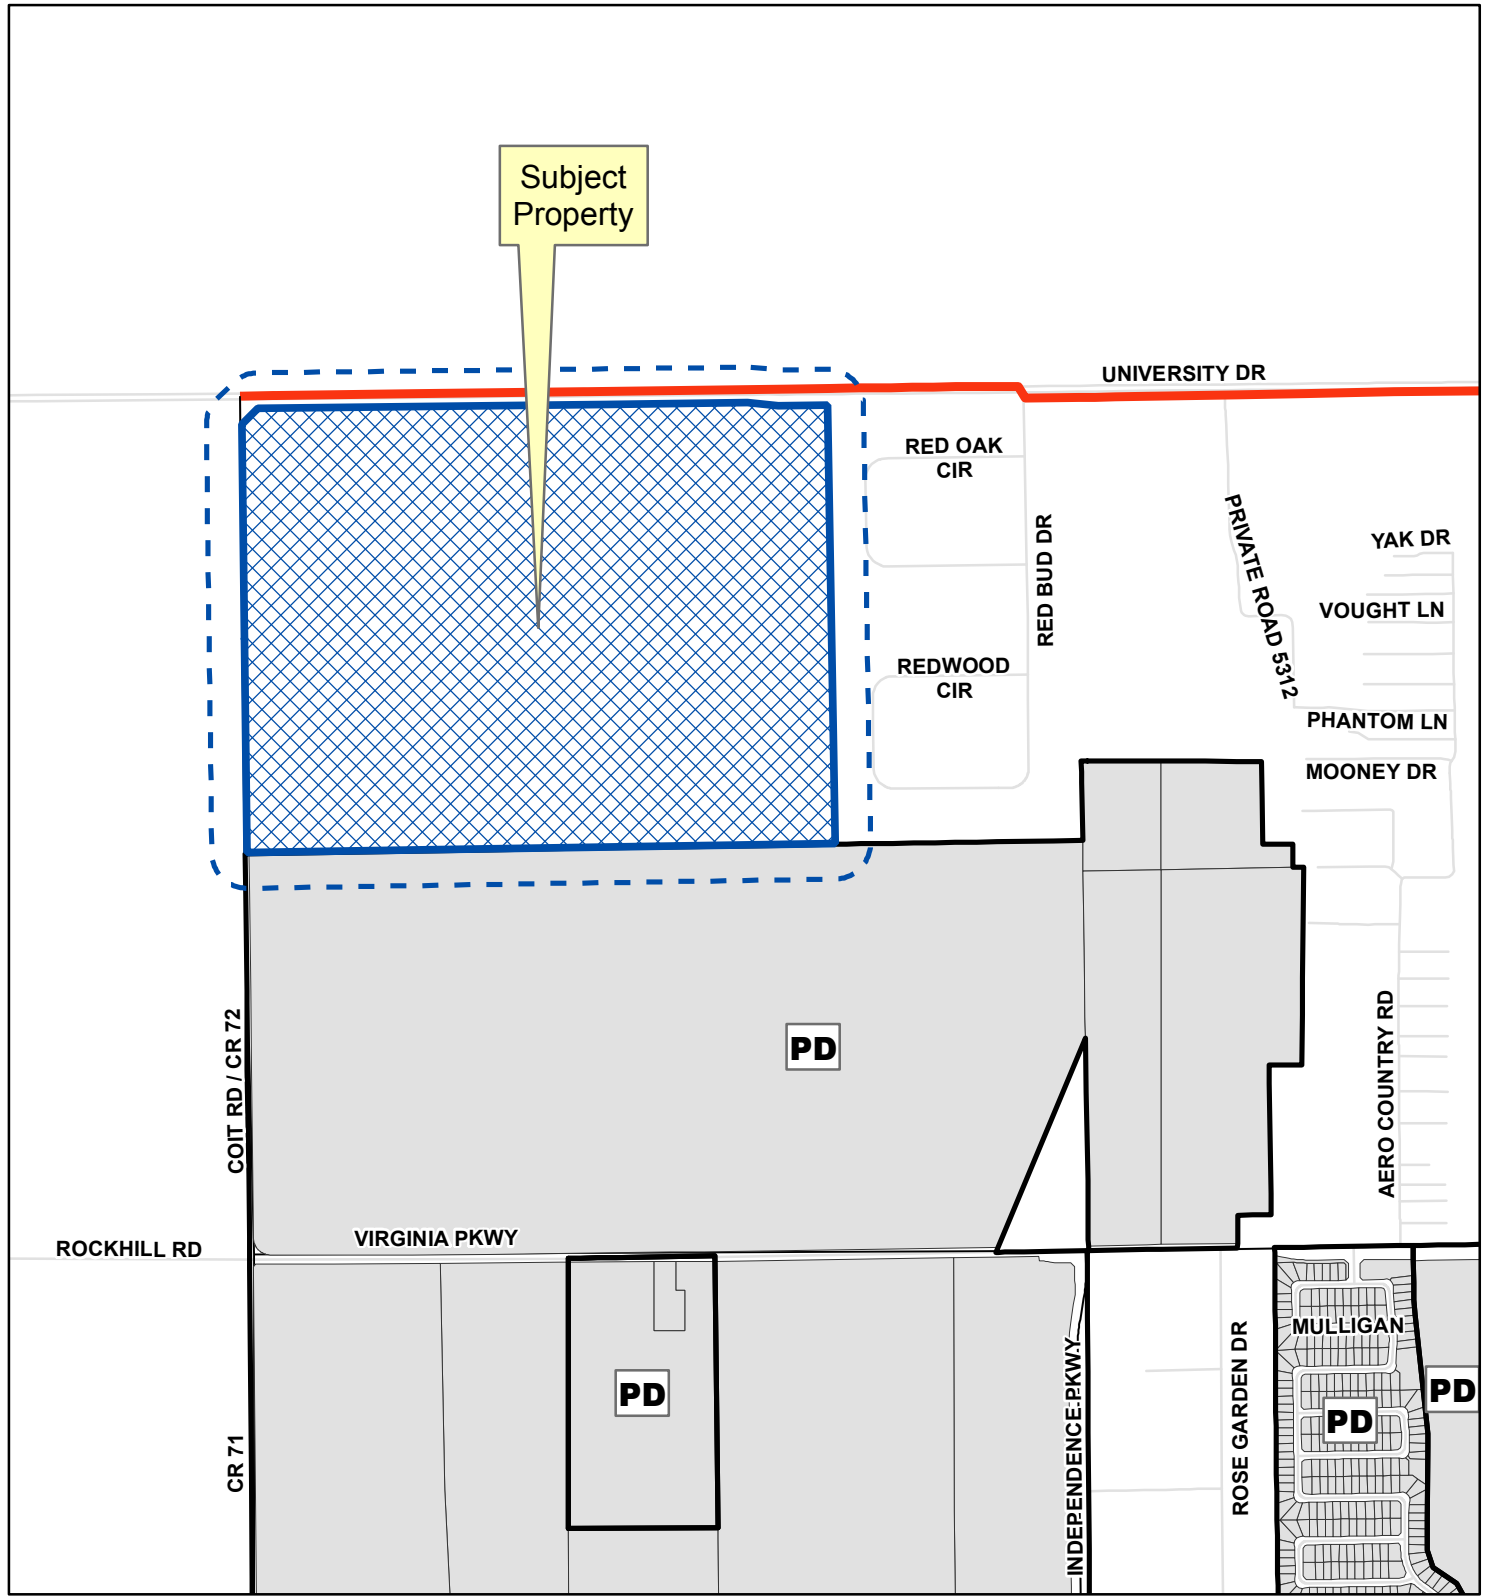 Subject
Property
UNIVERSITY DR
RED OAK
CIR
RED BUD DR
PRIVATE ROAD 5312
YAK DR
VOUGHT LN
REDWOOD
CIR
PHANTOM LN
MOONEY DR
COIT RD / CR 72
PD
AERO COUNTRY RD
ROCKHILL RD
VIRGINIA PKWY
MULLIGAN
PD
PD
PD
CR 71
INDEPENDENCE PKWY
ROSE GARDEN DR